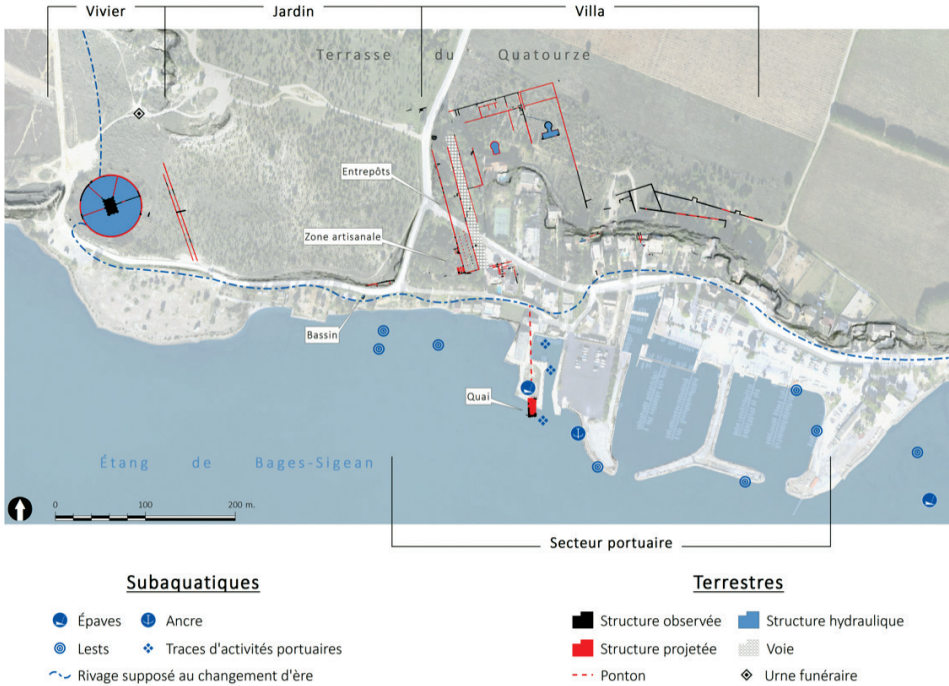 Vivier Jardin Villa
Terrasse du Quatourze
Entrepôts
Zone artisanale
Bassin
Quai
Étang de Bages-Sigean
0 100 200 m.
Secteur portuaire
Subaquatiques
Épaves Ancre
Lests Traces d'activités portuaires
Rivage supposé au changement d'ère
Terrestres
Structure observée Structure hydraulique
Structure projetée Voie
Ponton Urne funéraire